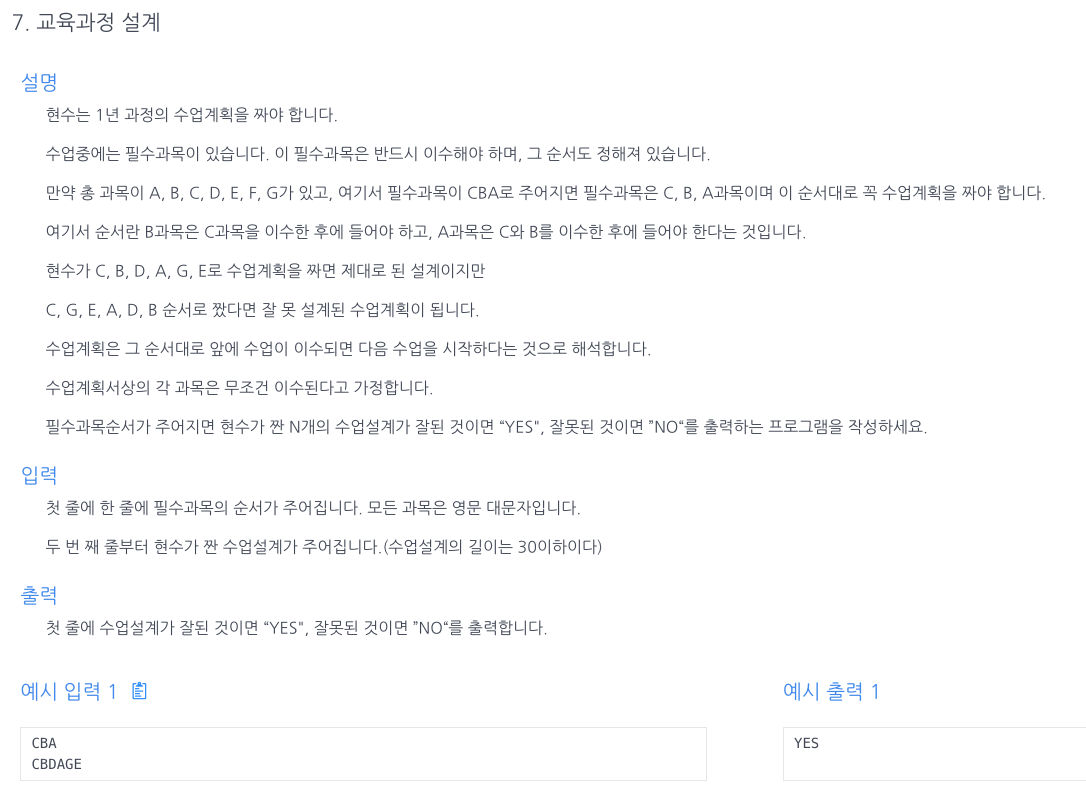 7. 교육과정 설계
설명
현수는 1년 과정의 수업계획을 짜야 합니다.
수업중에는 필수과목이 있습니다. 이 필수과목은 반드시 이수해야 하며, 그 순서도 정해져 있습니다.
만약 총 과목이 A, B, C, D, E, F, G가 있고, 여기서 필수과목이 CBA로 주어지면 필수과목은 C, B, A과목이며 이 순서대로 꼭 수업계획을 짜야 합니다.
여기서 순서란 B과목은 C과목을 이수한 후에 들어야 하고, A과목은 C와 B를 이수한 후에 들어야 한다는 것입니다.
현수가 C, B, D, A, G, E로 수업계획을 짜면 제대로 된 설계이지만
C, G, E, A, D, B 순서로 짰다면 잘 못 설계된 수업계획이 됩니다.
수업계획은 그 순서대로 앞에 수업이 이수되면 다음 수업을 시작하다는 것으로 해석합니다.
수업계획서상의 각 과목은 무조건 이수된다고 가정합니다.
필수과목순서가 주어지면 현수가 짠 N개의 수업설계가 잘된 것이면 “YES", 잘못된 것이면 ”NO“를 출력하는 프로그램을 작성하세요.
입력
첫 줄에 한 줄에 필수과목의 순서가 주어집니다. 모든 과목은 영문 대문자입니다.
두 번 째 줄부터 현수가 짠 수업설계가 주어집니다.(수업설계의 길이는 30이하이다)
출력
첫 줄에 수업설계가 잘된 것이면 “YES", 잘못된 것이면 ”NO“를 출력합니다.
예시 입력 1
예시 출력 1
CBA
CBDAGE
YES